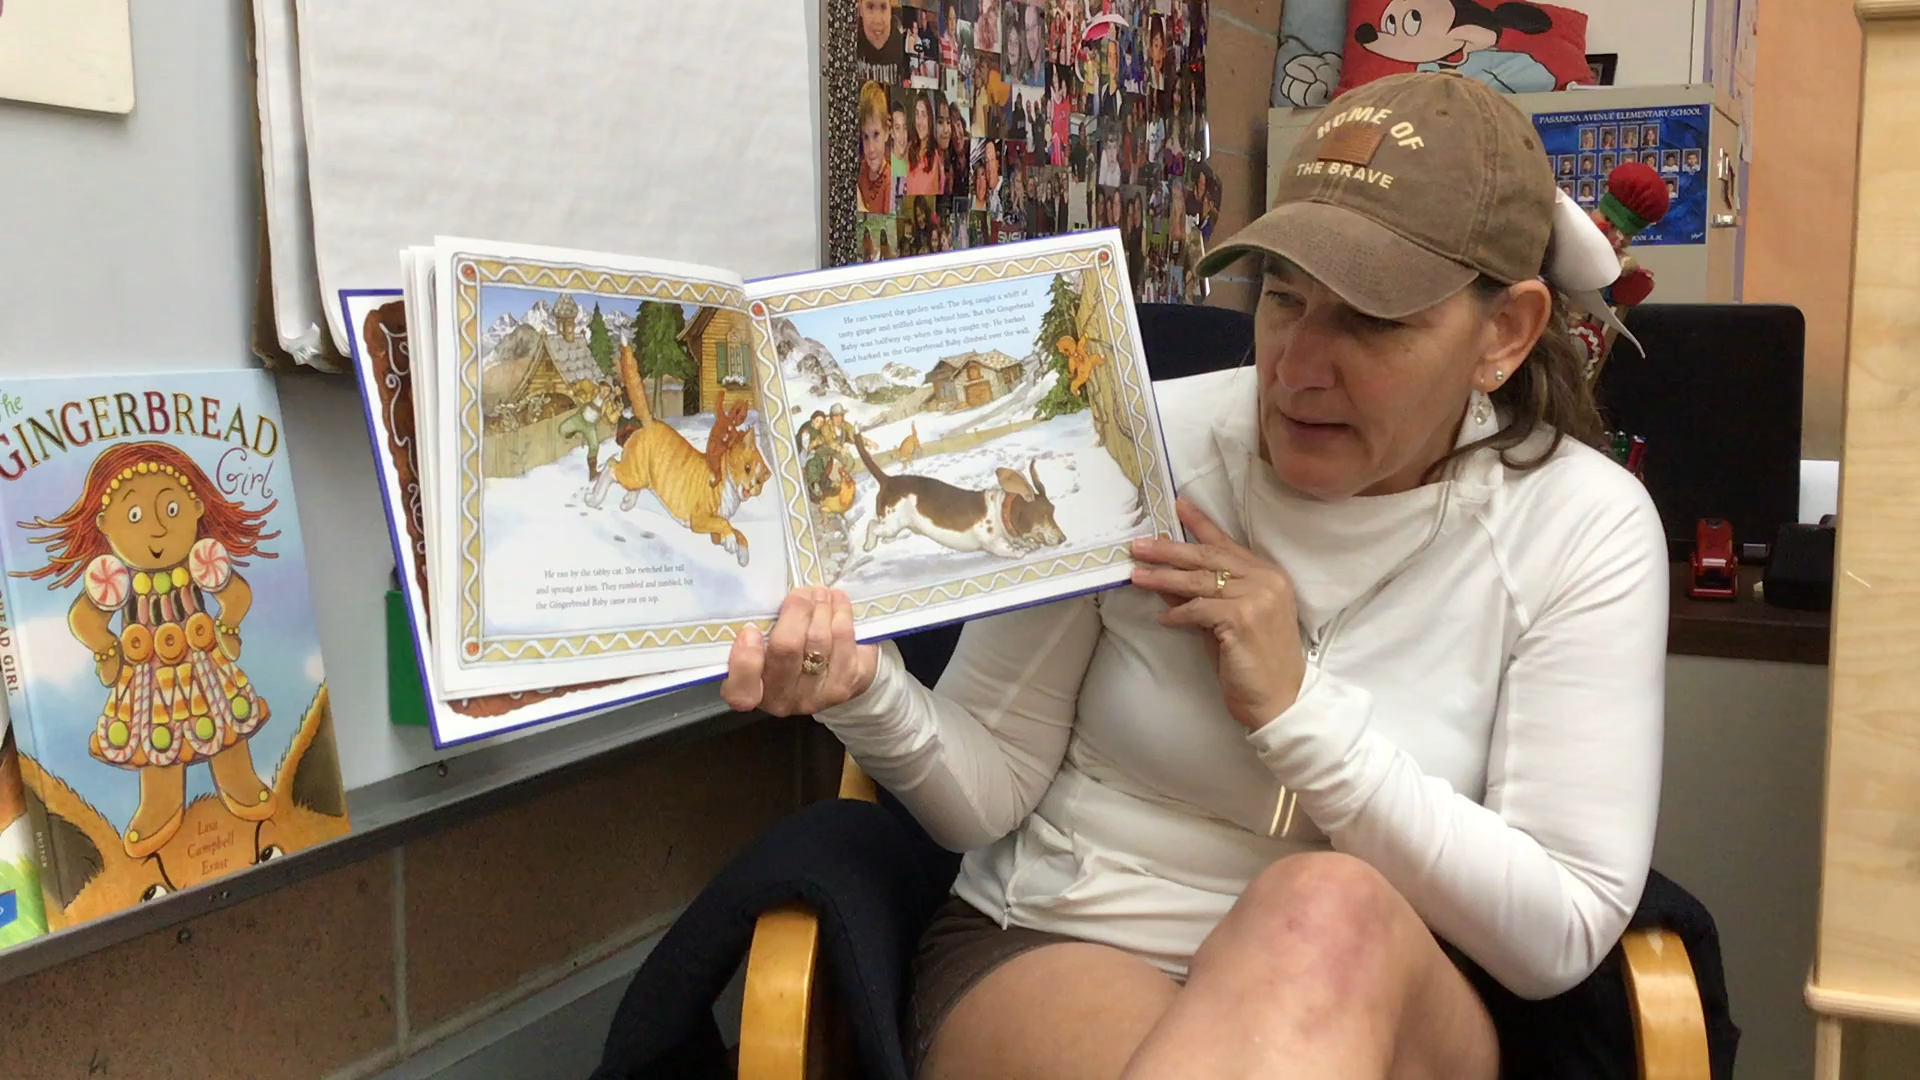 The
GINGERBREAD
Girl
Lisa
Campbell
Ernst
BREAD GIRL
DUTTON
He ran by the tabby cat. She twitched her tail
and sprang at him. They rumbled and tumbled, but
the Gingerbread Baby came out on top.
He ran toward the garden wall. The dog caught a whiff of
tasty ginger and sniffed along behind him. But the Gingerbread
Baby was halfway up when the dog caught up. He barked
and barked as the Gingerbread Baby climbed over the wall.
HOME OF
THE BRAVE
PASADENA AVENUE ELEMENTARY SCHOOL